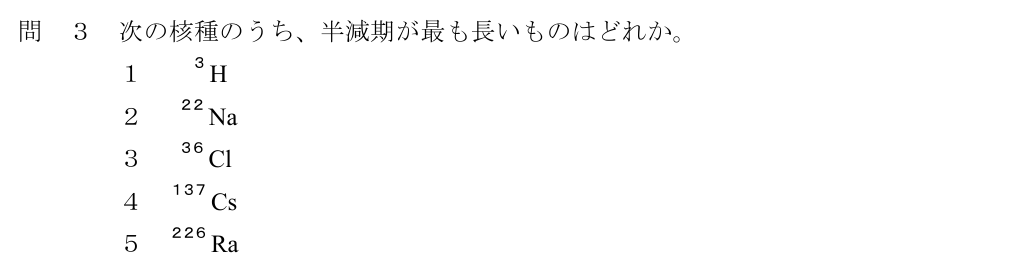 問　３　次の核種のうち、半減期が最も長いものはどれか。
１　³H
２　²²Na
３　³⁶Cl
４　¹³⁷Cs
５　²²⁶Ra